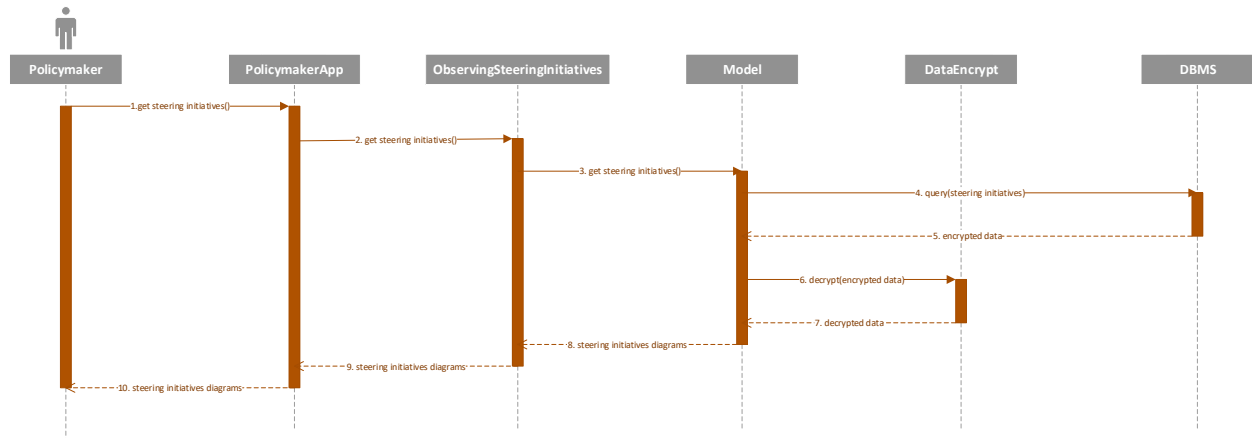 Policymaker
PolicymakerApp
ObservingSteeringInitiatives
Model
DataEncrypt
DBMS
1.get steering initiatives()
2. get steering initiatives()
3. get steering initiatives()
4. query(steering initiatives)
5. encrypted data
6. decrypt(encrypted data)
7. decrypted data
8. steering initiatives diagrams
9. steering initiatives diagrams
10. steering initiatives diagrams